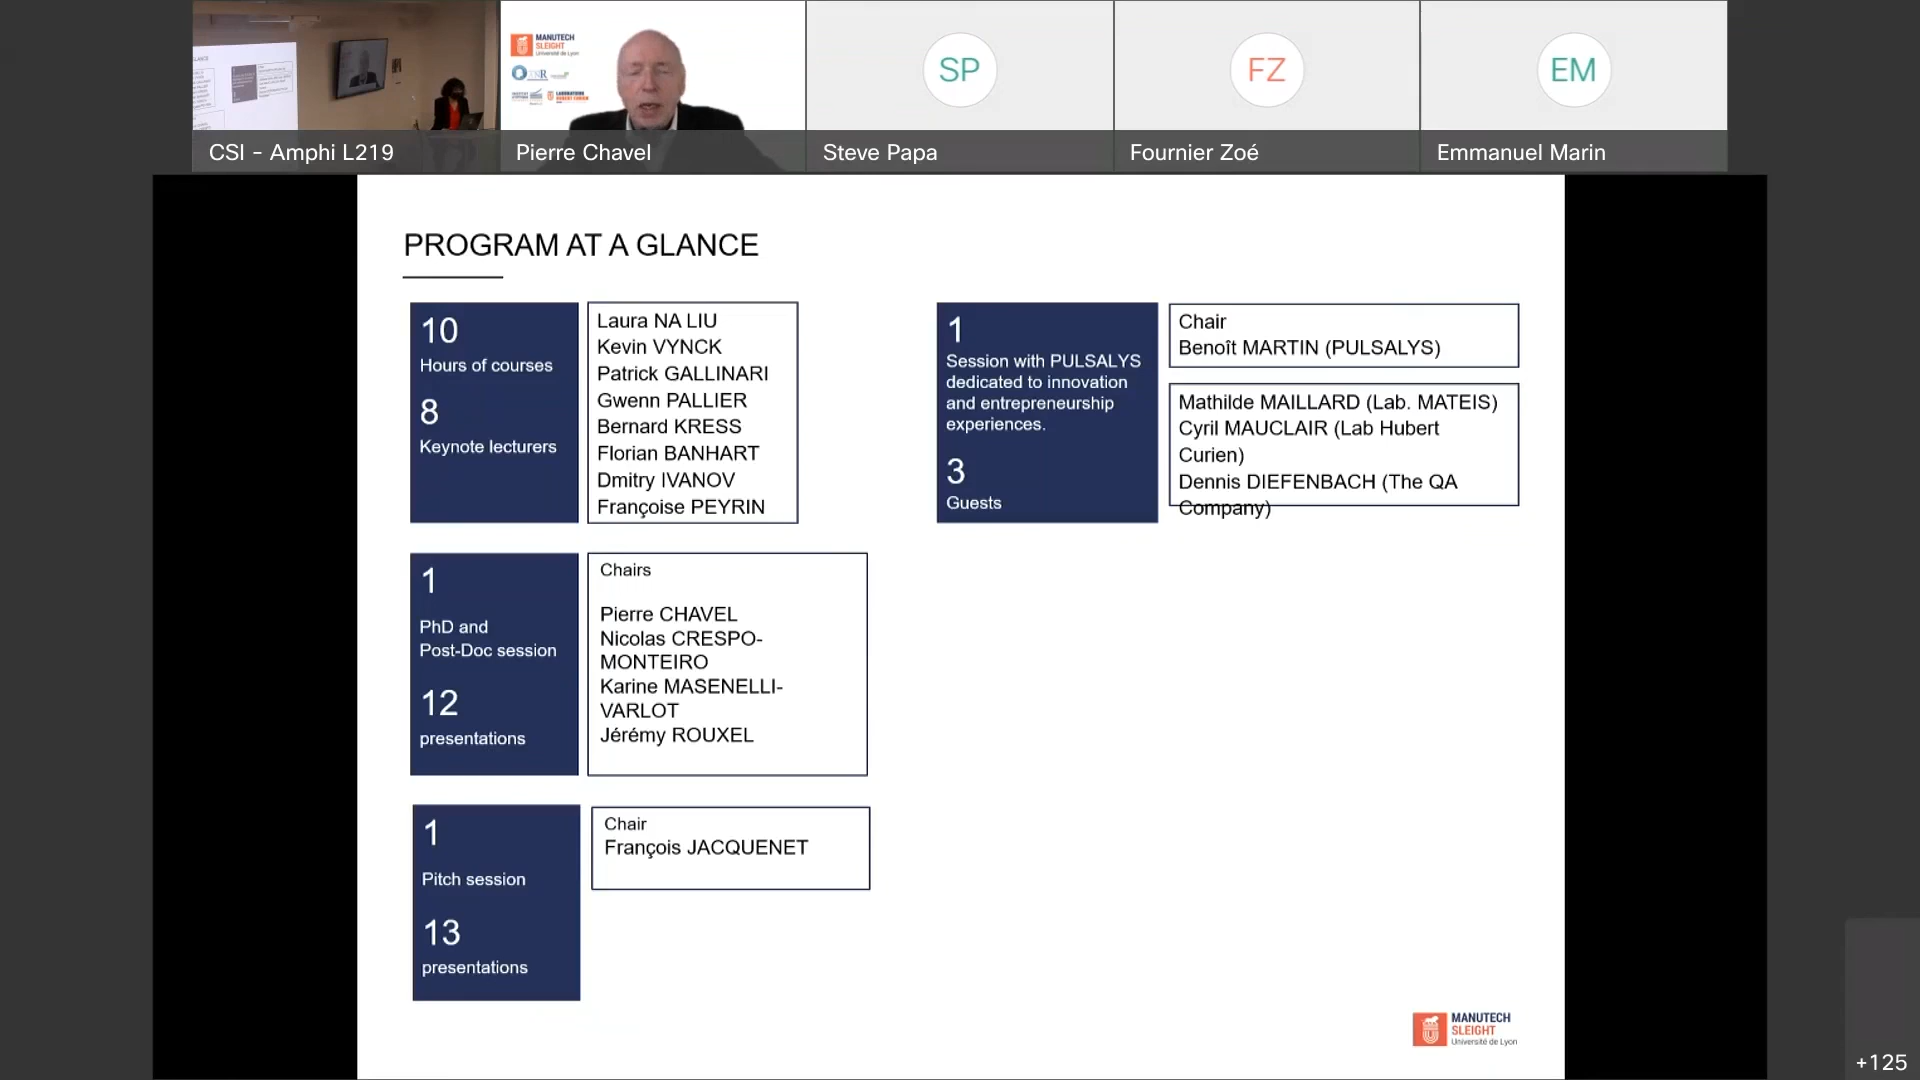 MANUTECH
SLEIGHT
Université de Lyon
SP
FZ
EM
CSI - Amphi L219
Pierre Chavel
Steve Papa
Fournier Zoé
Emmanuel Marin
PROGRAM AT A GLANCE
10
Hours of courses
8
Keynote lecturers
Laura NA LIU
Kevin VYNCK
Patrick GALLINARI
Gwenn PALLIER
Bernard KRESS
Florian BANHART
Dmitry IVANOV
Françoise PEYRIN
1
Session with PULSALYS
dedicated to innovation
and entrepreneurship
experiences.
3
Guests
Chair
Benoît MARTIN (PULSALYS)
Mathilde MAILLARD (Lab. MATEIS)
Cyril MAUCLAIR (Lab Hubert
Curien)
Dennis DIEFENBACH (The QA
Company)
1
PhD and
Post-Doc session
12
presentations
Chairs
Pierre CHAVEL
Nicolas CRESPO-
MONTEIRO
Karine MASENELLI-
VARLOT
Jérémy ROUXEL
1
Pitch session
13
presentations
Chair
François JACQUENET
MANUTECH
SLEIGHT
Université de Lyon
+125